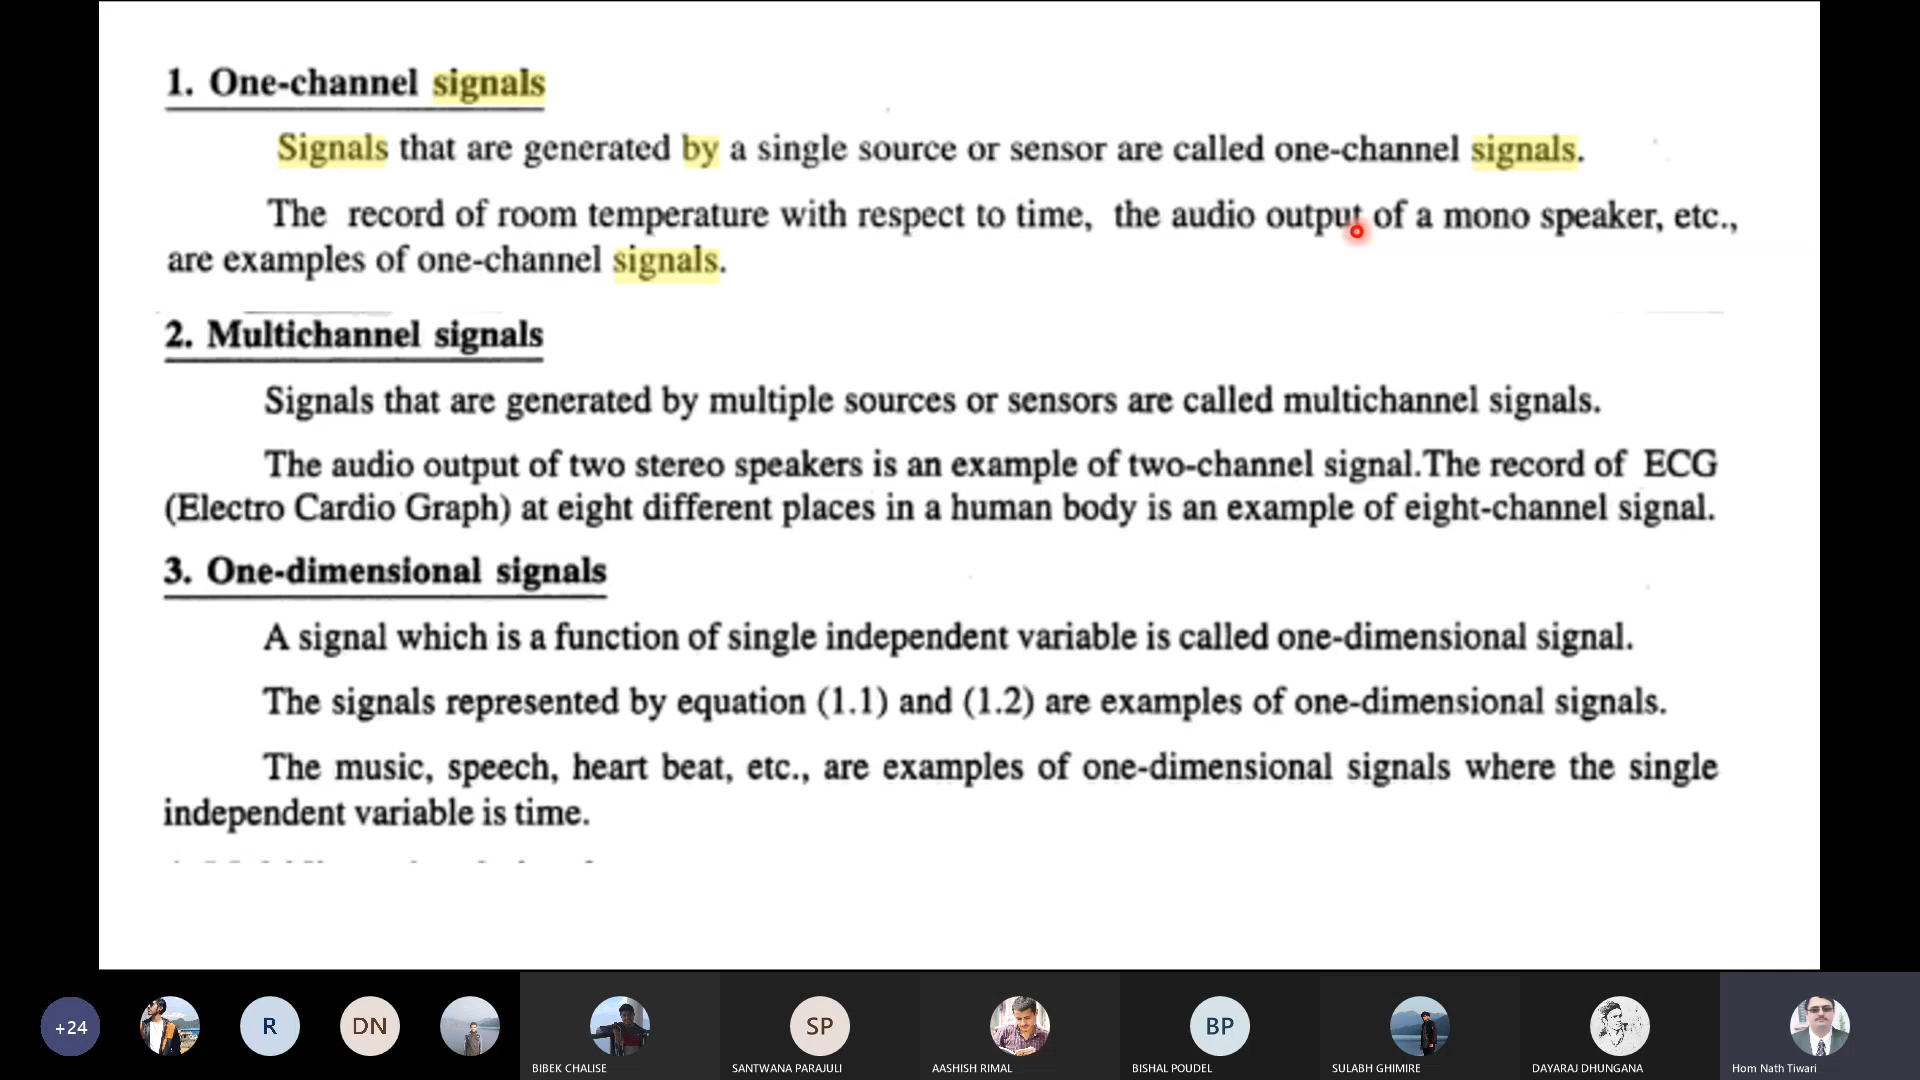 1. One-channel signals
Signals that are generated by a single source or sensor are called one-channel signals.
The record of room temperature with respect to time, the audio output of a mono speaker, etc.,
are examples of one-channel signals.
2. Multichannel signals
Signals that are generated by multiple sources or sensors are called multichannel signals.
The audio output of two stereo speakers is an example of two-channel signal.The record of ECG
(Electro Cardio Graph) at eight different places in a human body is an example of eight-channel signal.
3. One-dimensional signals
A signal which is a function of single independent variable is called one-dimensional signal.
The signals represented by equation (1.1) and (1.2) are examples of one-dimensional signals.
The music, speech, heart beat, etc., are examples of one-dimensional signals where the single
independent variable is time.
+24
R
DN
SP
BP
BIBEK CHALISE
SANTWANA PARAJULI
AASHISH RIMAL
BISHAL POUDEL
SULABH GHIMIRE
DAYARAJ DHUNGANA
Hom Nath Tiwari